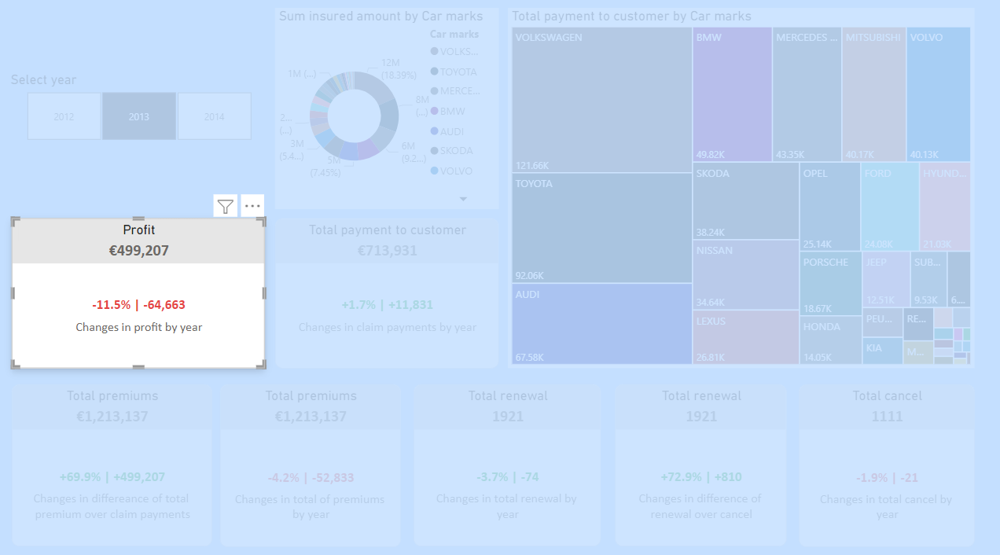 Sum insured amount by Car marks
Car marks
VOLKS...
TOYOTA
MERCE...
BMW
AUDI
SKODA
VOLVO
12M
(18.39%)
8M
(...)
6M
(9.2...)
5M
(7.45%)
3M
(5.4...)
2...
(...)
1M (...)
Total payment to customer by Car marks
VOLKSWAGEN
121.66K
TOYOTA
92.06K
AUDI
67.58K
BMW
49.82K
MERCEDES ...
43.35K
MITSUBISHI
40.17K
VOLVO
40.13K
SKODA
38.24K
NISSAN
34.64K
LEXUS
26.81K
OPEL
25.14K
FORD
24.08K
HYUND...
21.03K
PORSCHE
18.67K
HONDA
14.05K
JEEP
12.51K
SUB...
9.53K
6....
PEU...
RE...
KIA
M...
Select year
2012
2013
2014
Profit
€499,207
-11.5% | -64,663
Changes in profit by year
Total payment to customer
€713,931
+1.7% | +11,831
Changes in claim payments by year
Total premiums
€1,213,137
+69.9% | +499,207
Changes in differeance of total
premium over claim payments
Total premiums
€1,213,137
-4.2% | -52,833
Changes in total of premiums
by year
Total renewal
1921
-3.7% | -74
Changes in total renewal by
year
Total renewal
1921
+72.9% | +810
Changes in difference of
renewal over cancel
Total cancel
1111
-1.9% | -21
Changes in total cancel by
year